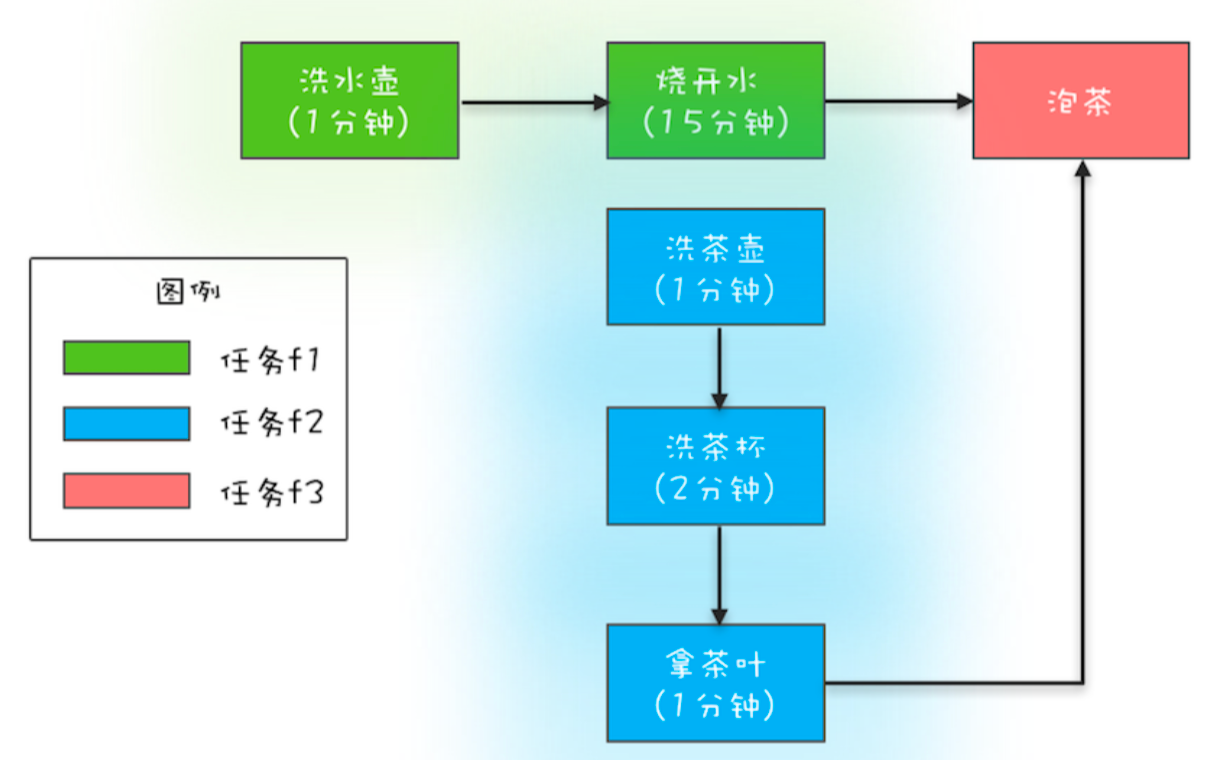 洗水壶
(1分钟)
烧开水
(15分钟)
泡茶
洗茶壶
(1分钟)
图例
任务f1
任务f2
任务f3
洗茶杯
(2分钟)
拿茶叶
(1分钟)